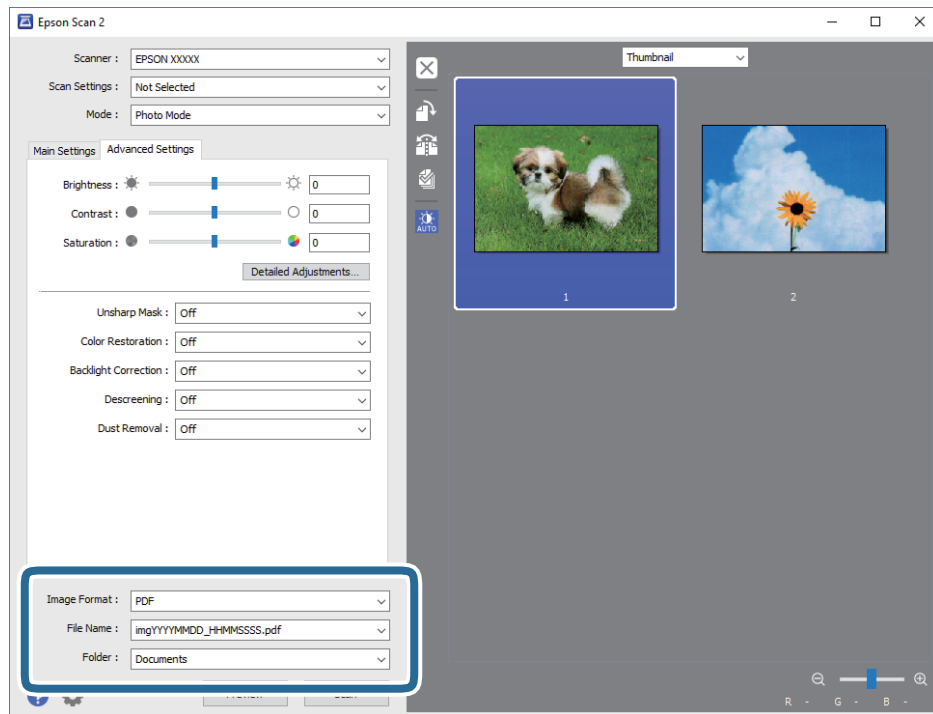 Epson Scan 2
Scanner : EPSON XXXXX
Scan Settings : Not Selected
Mode : Photo Mode
Main Settings Advanced Settings
Brightness : 0
Contrast : 0
Saturation : 0
Detailed Adjustments...
Unsharp Mask : Off
Color Restoration : Off
Backlight Correction : Off
Descreening : Off
Dust Removal : Off
Image Format : PDF
File Name : imgYYYYMMDD_HHMMSSSS.pdf
Folder : Documents
Thumbnail
AUTO
1
2
R - G - B -